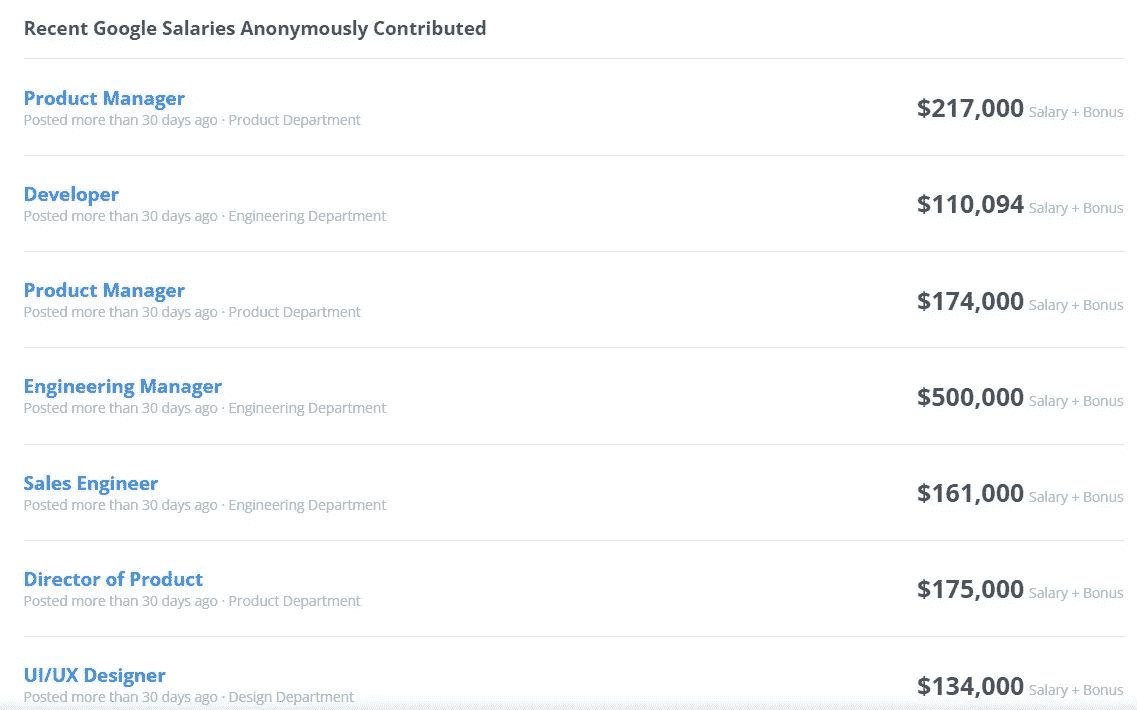 Recent Google Salaries Anonymously Contributed
Product Manager
Posted more than 30 days ago · Product Department
$217,000 Salary + Bonus
Developer
Posted more than 30 days ago · Engineering Department
$110,094 Salary + Bonus
Product Manager
Posted more than 30 days ago · Product Department
$174,000 Salary + Bonus
Engineering Manager
Posted more than 30 days ago · Engineering Department
$500,000 Salary + Bonus
Sales Engineer
Posted more than 30 days ago · Engineering Department
$161,000 Salary + Bonus
Director of Product
Posted more than 30 days ago · Product Department
$175,000 Salary + Bonus
UI/UX Designer
Posted more than 30 days ago · Design Department
$134,000 Salary + Bonus